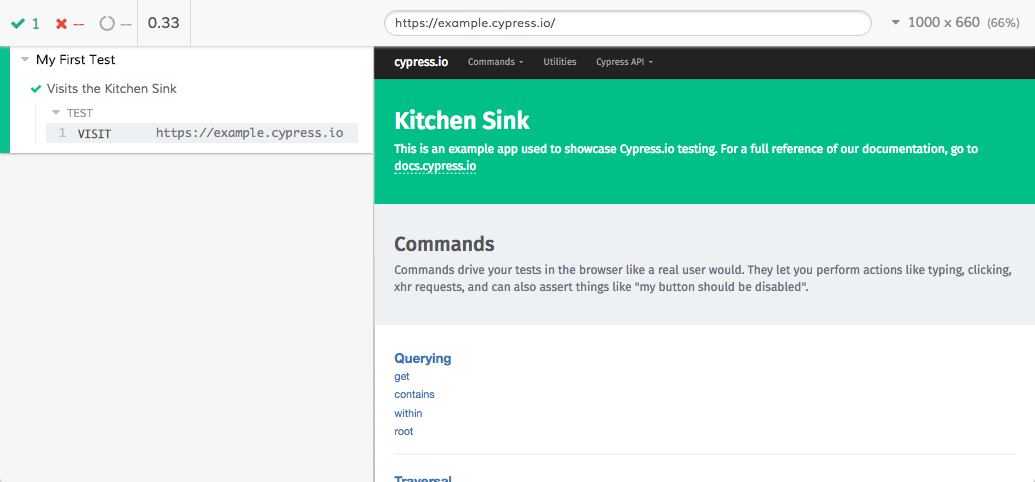 1 -- -- 0.33
https://example.cypress.io/
1000 x 660 (66%)
My First Test
Visits the Kitchen Sink
TEST
1 VISIT https://example.cypress.io
cypress.io Commands Utilities Cypress API
Kitchen Sink
This is an example app used to showcase Cypress.io testing. For a full reference of our documentation, go to
docs.cypress.io
Commands
Commands drive your tests in the browser like a real user would. They let you perform actions like typing, clicking,
xhr requests, and can also assert things like "my button should be disabled".
Querying
get
contains
within
root
Traversal